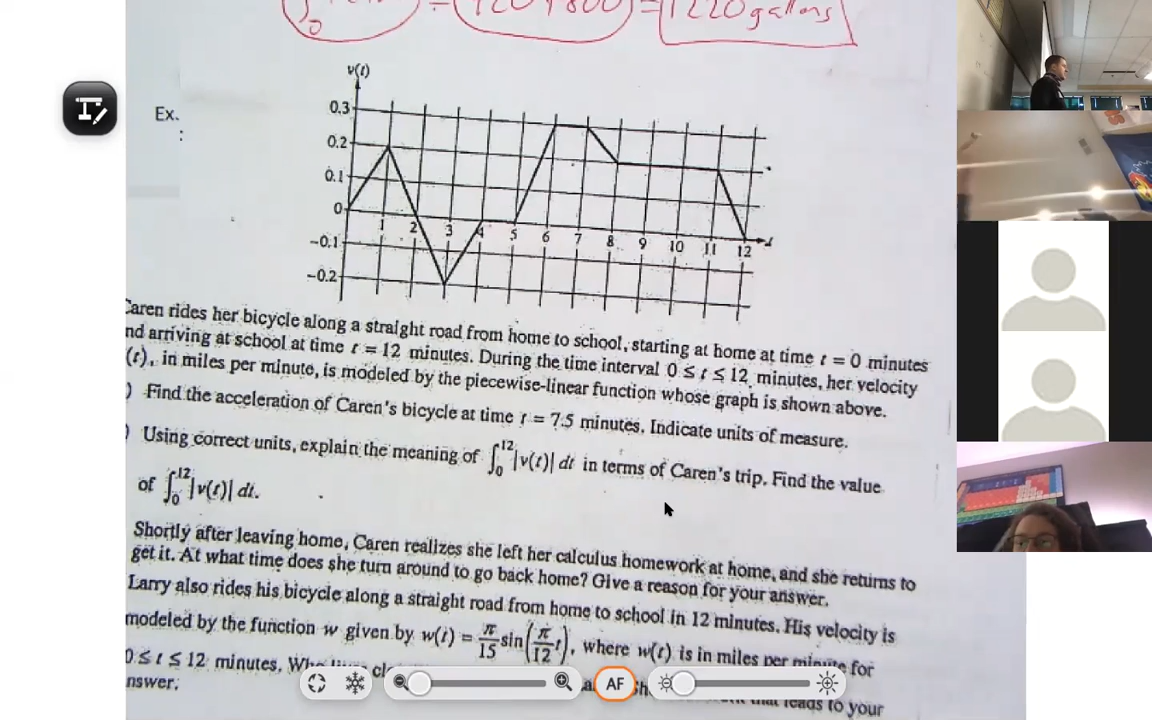 = 420+800 = 1220 gallons
0
v(t)
Ex.
:
0.3
0.2
0.1
0
-0.1
-0.2
1 2 3 4 5 6 7 8 9 10 11 12 t
Caren rides her bicycle along a straight road from home to school, starting at home at time t = 0 minutes
nd arriving at school at time t = 12 minutes. During the time interval 0 ≤ t ≤ 12 minutes, her velocity
(t), in miles per minute, is modeled by the piecewise-linear function whose graph is shown above.
) Find the acceleration of Caren's bicycle at time t = 7.5 minutes. Indicate units of measure.
) Using correct units, explain the meaning of ∫₀¹²|v(t)| dt in terms of Caren's trip. Find the value
of ∫₀¹²|v(t)| dt.
Shortly after leaving home, Caren realizes she left her calculus homework at home, and she returns to
get it. At what time does she turn around to go back home? Give a reason for your answer.
Larry also rides his bicycle along a straight road from home to school in 12 minutes. His velocity is
modeled by the function w given by w(t) = π/15 sin(π/12 t), where w(t) is in miles per minute for
0 ≤ t ≤ 12 minutes.
that leads to your
nswer.
AF